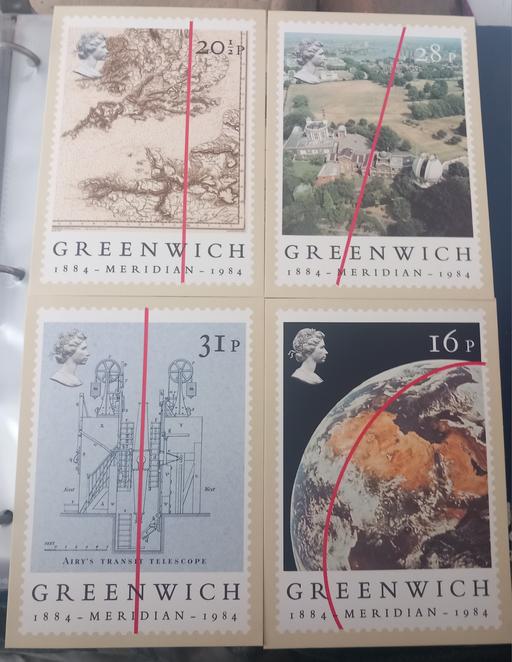 20½P
GREENWICH
1884-MERIDIAN-1984
28P
GREENWICH
1884-MERIDIAN-1984
31P
AIRY'S TRANSIT TELESCOPE
GREENWICH
1884-MERIDIAN-1984
16P
GREENWICH
1884-MERIDIAN-1984